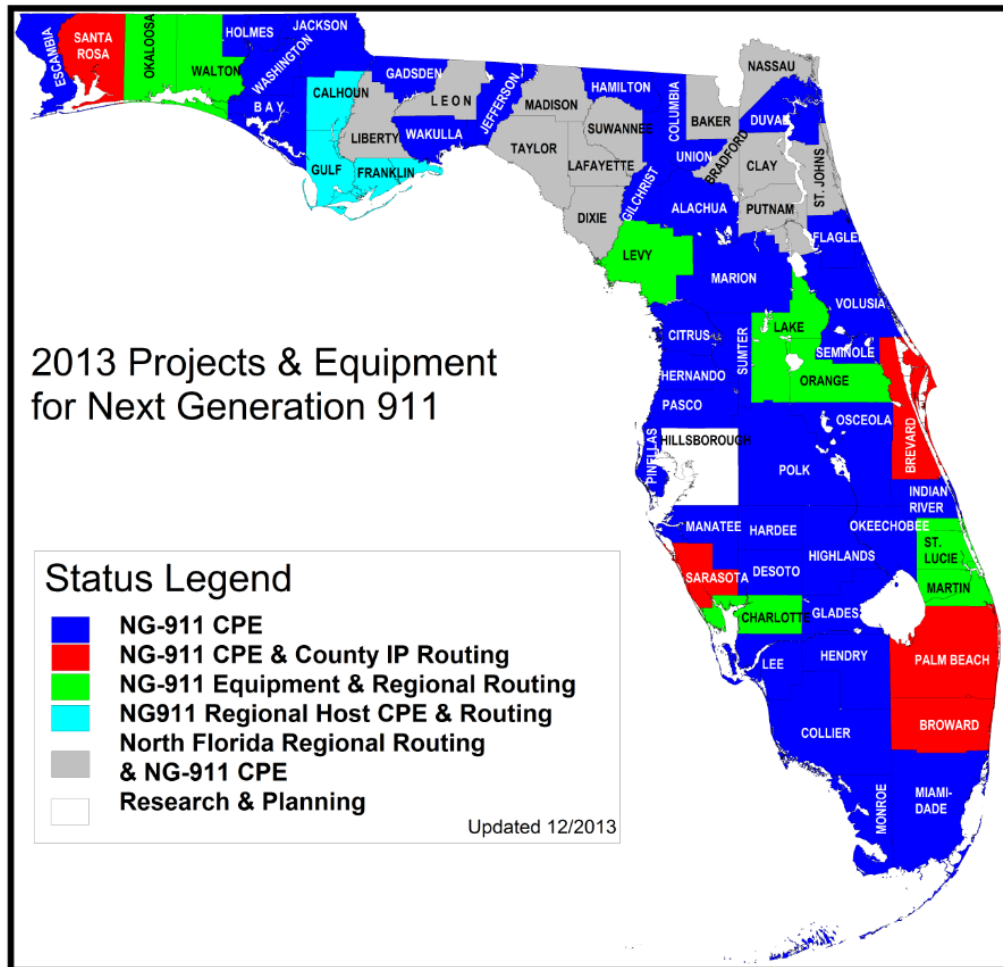 SANTA
ROSA
ESCAMBIA
OKALOOSA
WALTON
HOLMES
JACKSON
WASHINGTON
BAY
CALHOUN
GULF
LIBERTY
FRANKLIN
GADSDEN
LEON
WAKULLA
JEFFERSON
MADISON
TAYLOR
HAMILTON
SUWANNEE
LAFAYETTE
DIXIE
COLUMBIA
BAKER
NASSAU
DUVAL
UNION
BRADFORD
CLAY
ST. JOHNS
GILCHRIST
ALACHUA
PUTNAM
FLAGLER
LEVY
MARION
VOLUSIA
CITRUS
SUMTER
LAKE
SEMINOLE
HERNANDO
ORANGE
PASCO
OSCEOLA
BREVARD
HILLSBOROUGH
PINELLAS
POLK
INDIAN
RIVER
MANATEE
HARDEE
OKEECHOBEE
ST.
LUCIE
HIGHLANDS
SARASOTA
DESOTO
MARTIN
CHARLOTTE
GLADES
LEE
HENDRY
PALM BEACH
BROWARD
COLLIER
MONROE
MIAMI-
DADE
2013 Projects & Equipment
for Next Generation 911
Status Legend
NG-911 CPE
NG-911 CPE & County IP Routing
NG-911 Equipment & Regional Routing
NG911 Regional Host CPE & Routing
North Florida Regional Routing
& NG-911 CPE
Research & Planning
Updated 12/2013